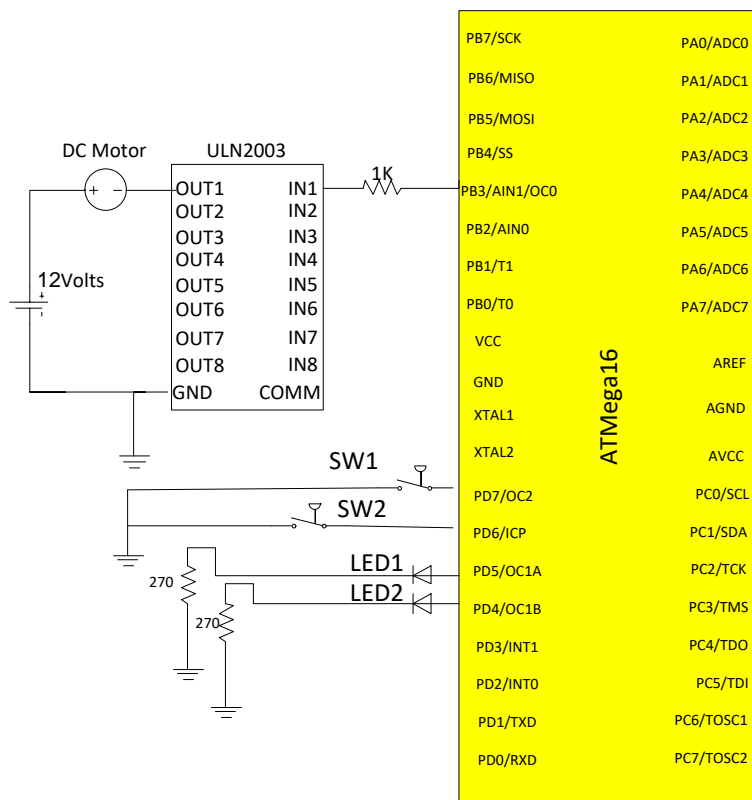 DC Motor
ULN2003
OUT1
OUT2
OUT3
OUT4
OUT5
OUT6
OUT7
OUT8
GND
IN1
IN2
IN3
IN4
IN5
IN6
IN7
IN8
COMM
+
-
12Volts
+
1K
SW1
SW2
LED1
LED2
270
270
PB7/SCK
PB6/MISO
PB5/MOSI
PB4/SS
PB3/AIN1/OC0
PB2/AIN0
PB1/T1
PB0/T0
VCC
GND
XTAL1
XTAL2
PD7/OC2
PD6/ICP
PD5/OC1A
PD4/OC1B
PD3/INT1
PD2/INT0
PD1/TXD
PD0/RXD
ATMega16
PA0/ADC0
PA1/ADC1
PA2/ADC2
PA3/ADC3
PA4/ADC4
PA5/ADC5
PA6/ADC6
PA7/ADC7
AREF
AGND
AVCC
PC0/SCL
PC1/SDA
PC2/TCK
PC3/TMS
PC4/TDO
PC5/TDI
PC6/TOSC1
PC7/TOSC2